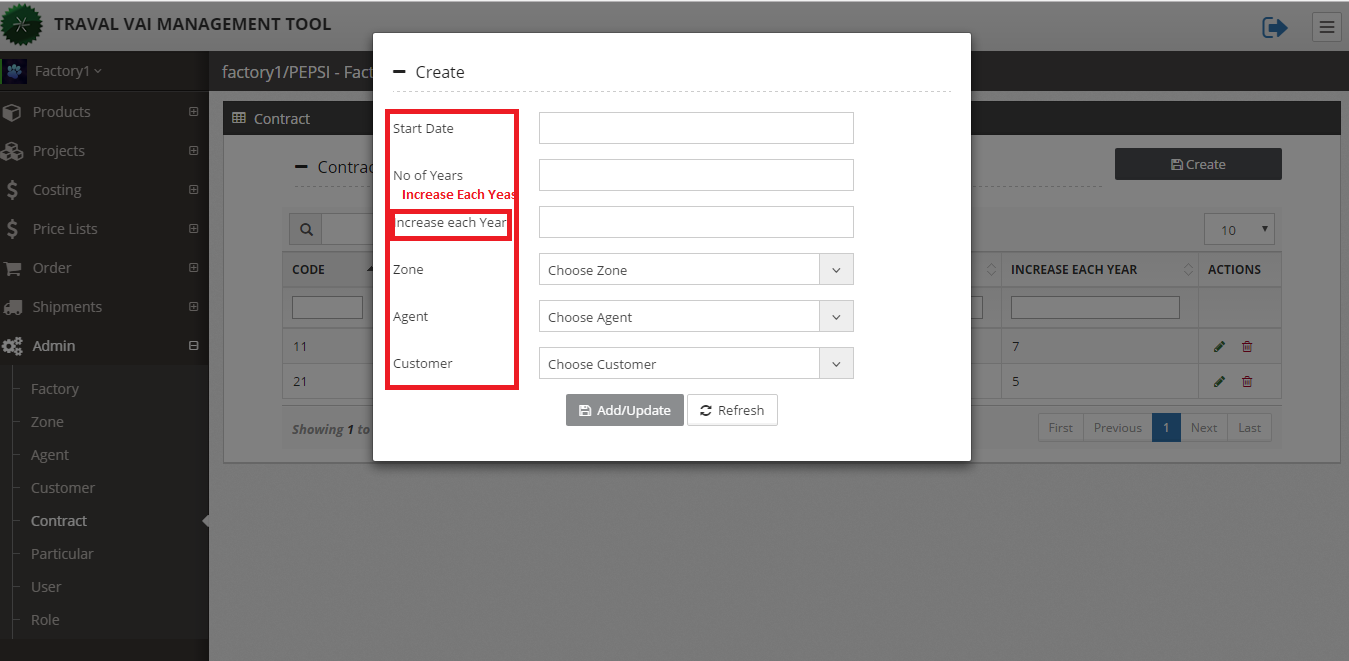 TRAVAL VAI MANAGEMENT TOOL
Factory1
factory1/PEPSI - Fact
Products
Projects
Costing
Price Lists
Order
Shipments
Admin
Factory
Zone
Agent
Customer
Contract
Particular
User
Role
Contract
Contrac
Create
10
CODE
INCREASE EACH YEAR
ACTIONS
11
7
21
5
Showing 1 to
First Previous 1 Next Last
Create
Start Date
No of Years
Increase Each Yeas
Increase each Year
Zone
Choose Zone
Agent
Choose Agent
Customer
Choose Customer
Add/Update
Refresh